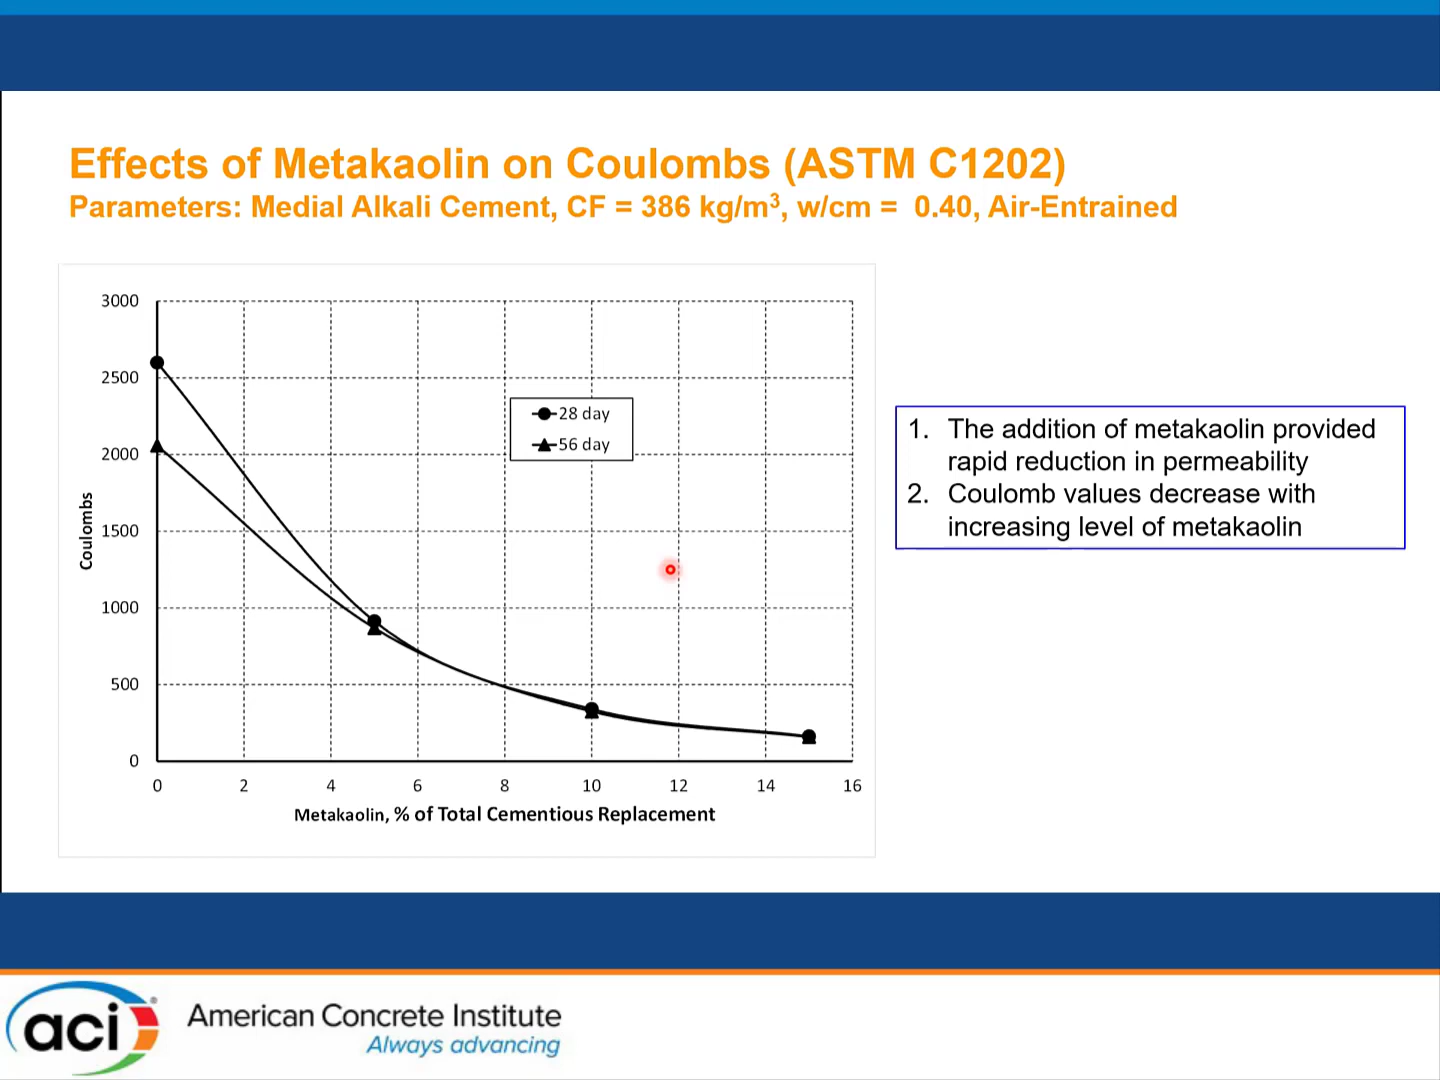 Effects of Metakaolin on Coulombs (ASTM C1202)
Parameters: Medial Alkali Cement, CF = 386 kg/m³, w/cm = 0.40, Air-Entrained
3000
2500
2000
1500
1000
500
0
Coulombs
28 day
56 day
0 2 4 6 8 10 12 14 16
Metakaolin, % of Total Cementious Replacement
1. The addition of metakaolin provided
rapid reduction in permeability
2. Coulomb values decrease with
increasing level of metakaolin
aci®
American Concrete Institute
Always advancing